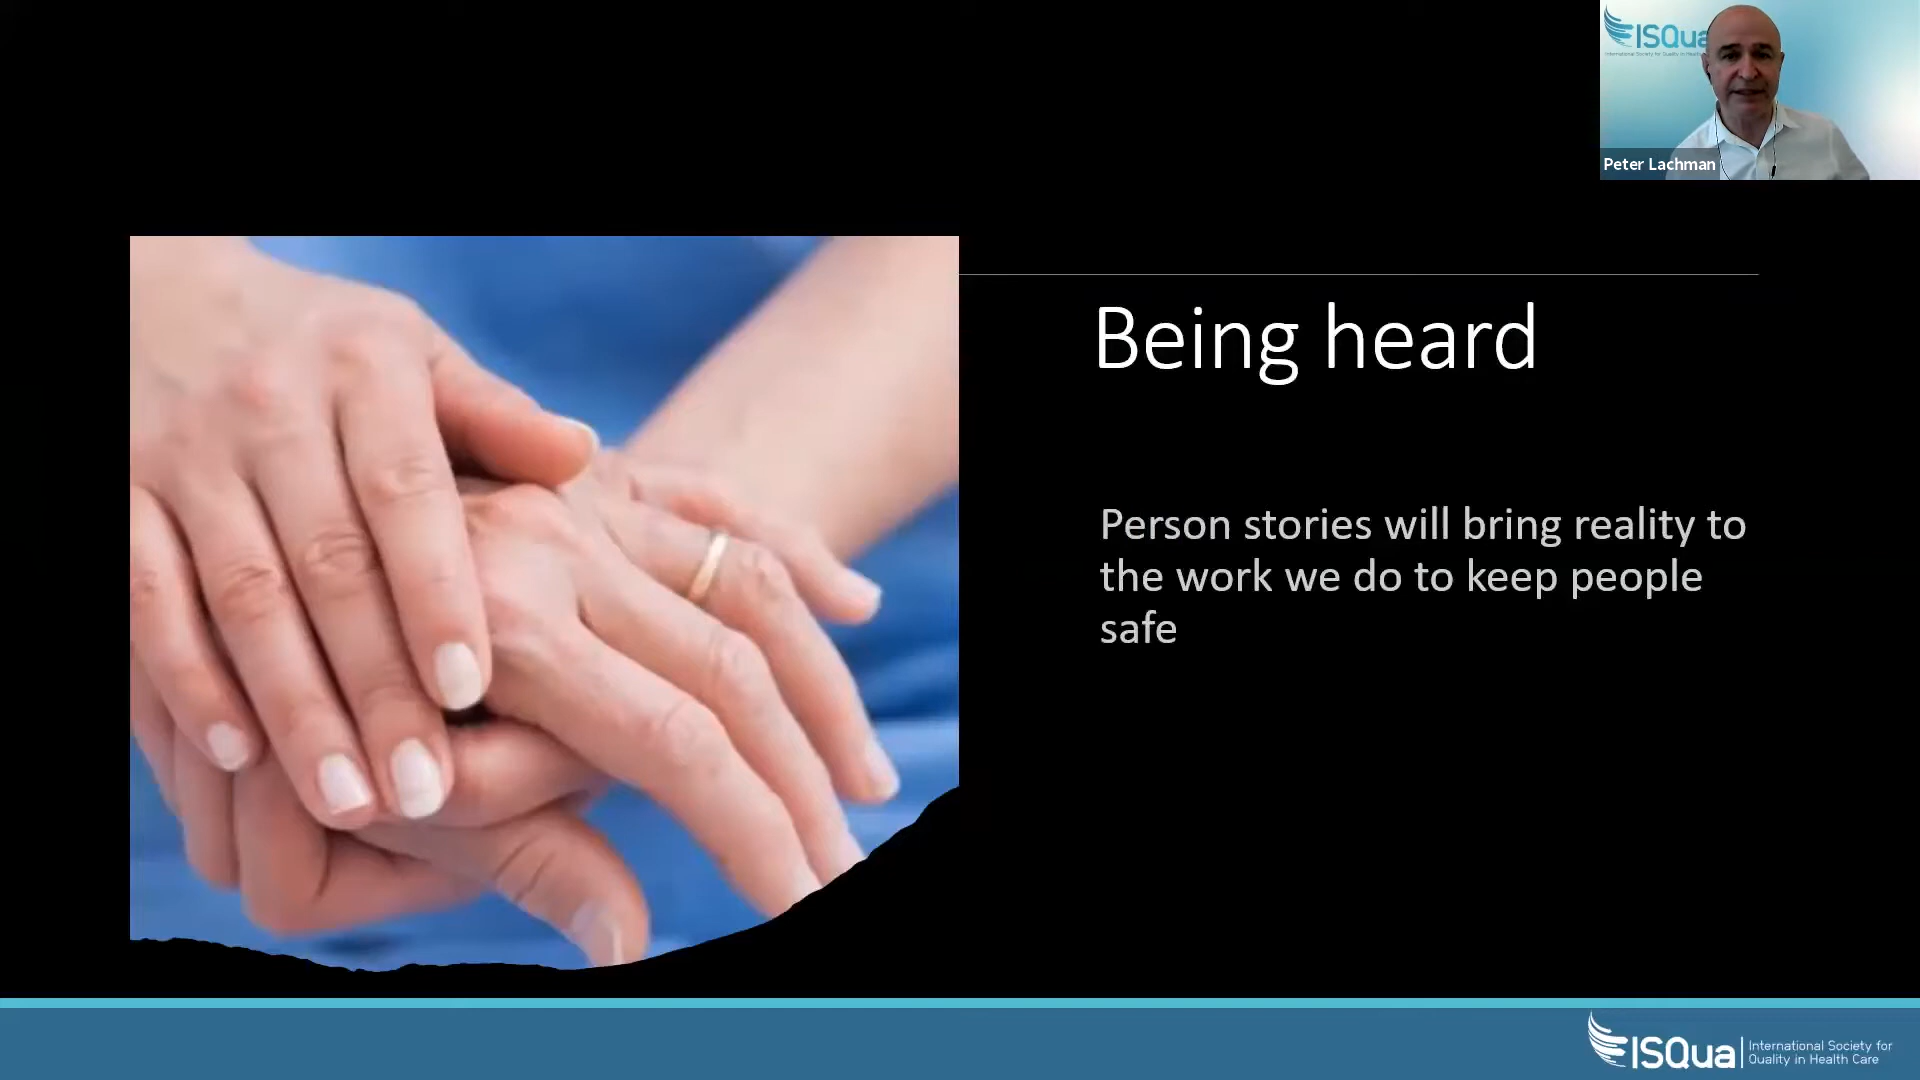 ISQua
Peter Lachman
Being heard
Person stories will bring reality to
the work we do to keep people
safe
ISQua
International Society for
Quality in Health Care